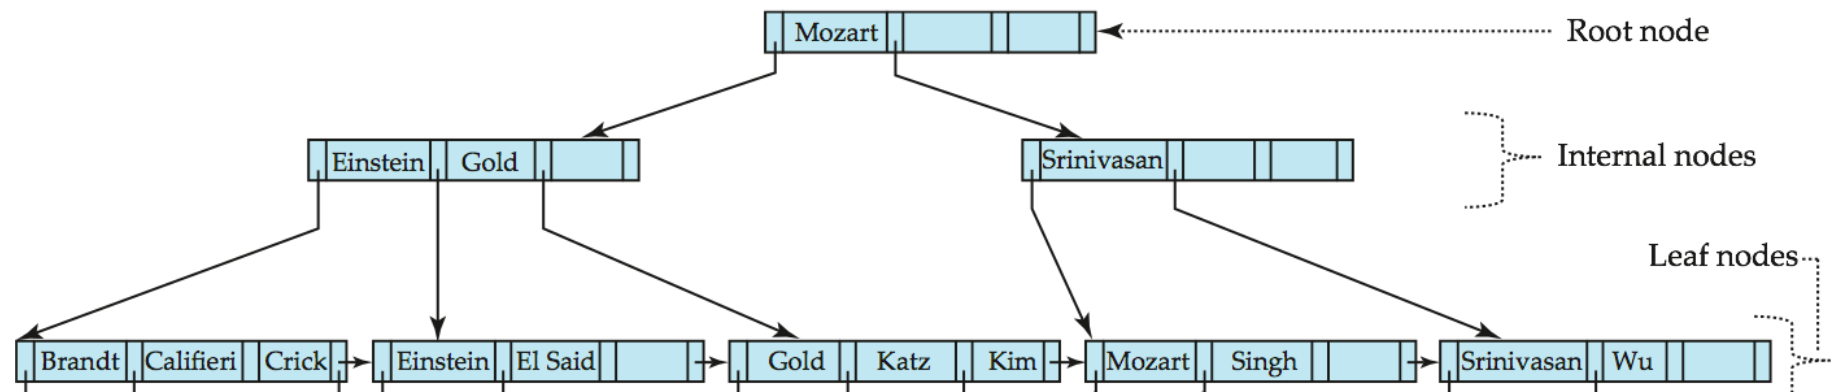 Mozart
Root node
Einstein Gold
Srinivasan
Internal nodes
Leaf nodes
Brandt Califieri Crick Einstein El Said Gold Katz Kim Mozart Singh Srinivasan Wu